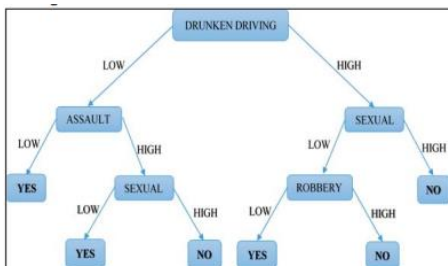 DRUNKEN DRIVING
LOW
HIGH
ASSAULT
SEXUAL
LOW
HIGH
LOW
HIGH
YES
SEXUAL
ROBBERY
NO
LOW
HIGH
LOW
HIGH
YES
NO
YES
NO